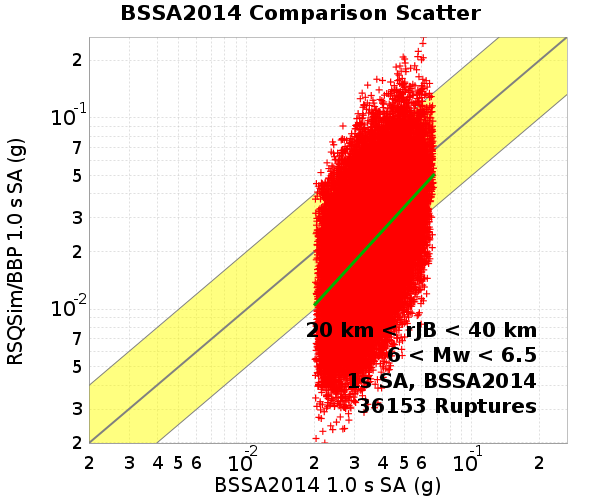 BSSA2014 Comparison Scatter
RSQSim/BBP 1.0 s SA (g)
2
10-1
7
5
3
2
10-2
7
5
3
2
20 km < rJB < 40 km
6 < Mw < 6.5
1s SA, BSSA2014
36153 Ruptures
2 3 4 5 6 10-2 2 3 4 5 6 10-1 2
BSSA2014 1.0 s SA (g)